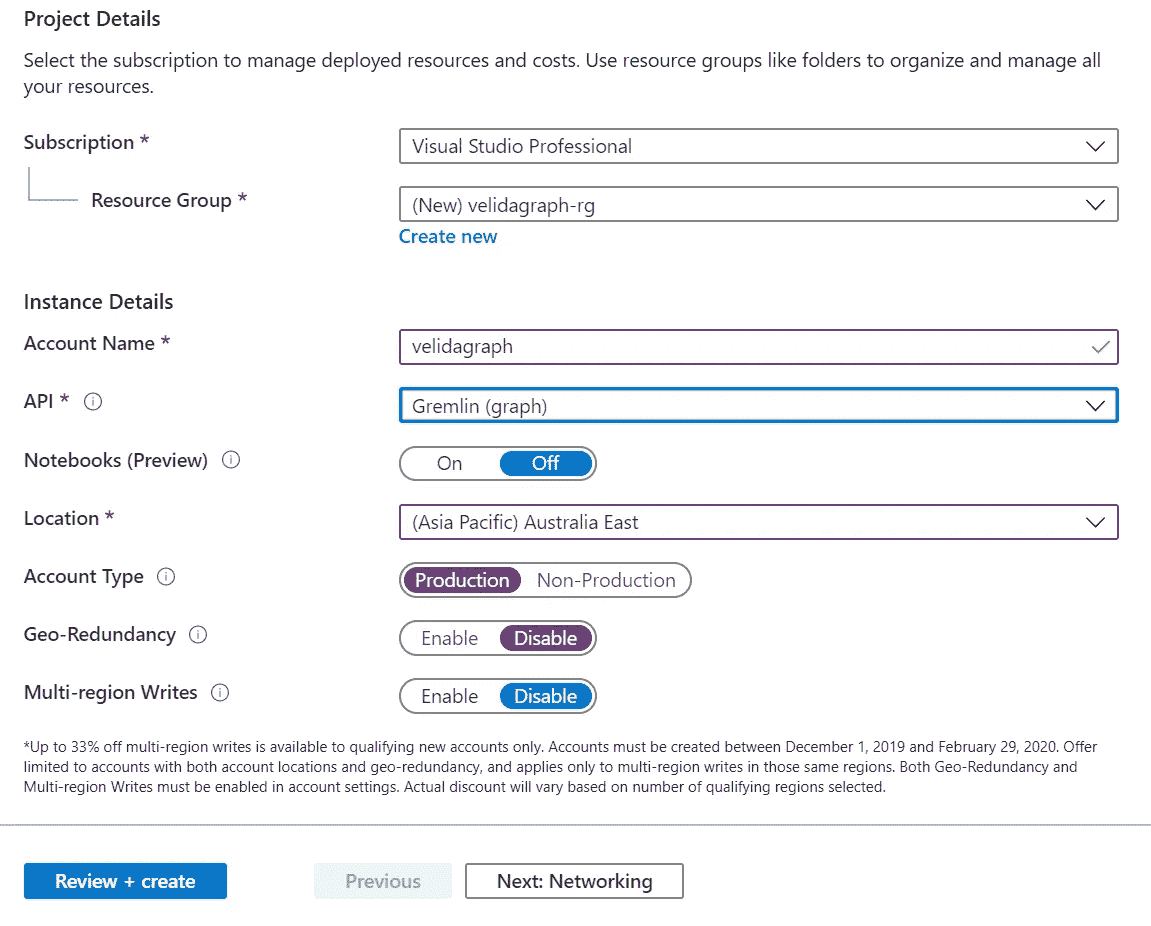 Project Details
Select the subscription to manage deployed resources and costs. Use resource groups like folders to organize and manage all
your resources.
Subscription *
Visual Studio Professional
Resource Group *
(New) velidagraph-rg
Create new
Instance Details
Account Name *
velidagraph
API *
Gremlin (graph)
Notebooks (Preview)
On Off
Location *
(Asia Pacific) Australia East
Account Type
Production Non-Production
Geo-Redundancy
Enable Disable
Multi-region Writes
Enable Disable
*Up to 33% off multi-region writes is available to qualifying new accounts only. Accounts must be created between December 1, 2019 and February 29, 2020. Offer
limited to accounts with both account locations and geo-redundancy, and applies only to multi-region writes in those same regions. Both Geo-Redundancy and
Multi-region Writes must be enabled in account settings. Actual discount will vary based on number of qualifying regions selected.
Review + create
Previous
Next: Networking